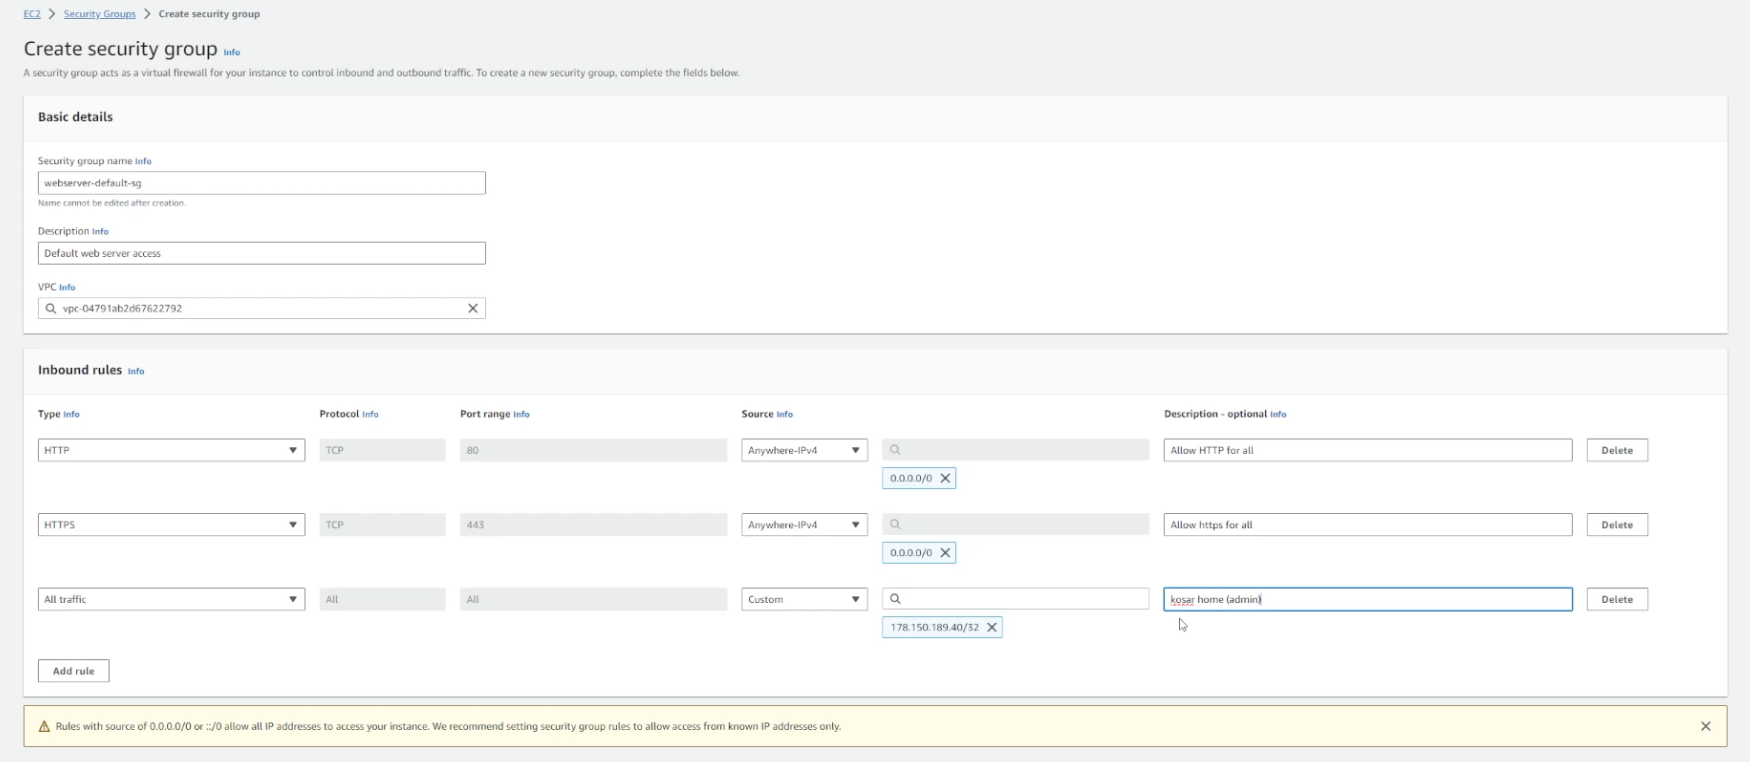 EC2 > Security Groups > Create security group
Create security group Info
A security group acts as a virtual firewall for your instance to control inbound and outbound traffic. To create a new security group, complete the fields below.
Basic details
Security group name Info
webserver-default-sg
Name cannot be edited after creation.
Description Info
Default web server access
VPC Info
vpc-04791ab2d67622792
Inbound rules Info
Type Info Protocol Info Port range Info Source Info Description - optional Info
HTTP TCP 80 Anywhere-IPv4 Allow HTTP for all Delete
0.0.0.0/0
HTTPS TCP 443 Anywhere-IPv4 Allow https for all Delete
0.0.0.0/0
All traffic All All Custom kosar home (admin) Delete
178.150.189.40/32
Add rule
Rules with source of 0.0.0.0/0 or ::/0 allow all IP addresses to access your instance. We recommend setting security group rules to allow access from known IP addresses only.